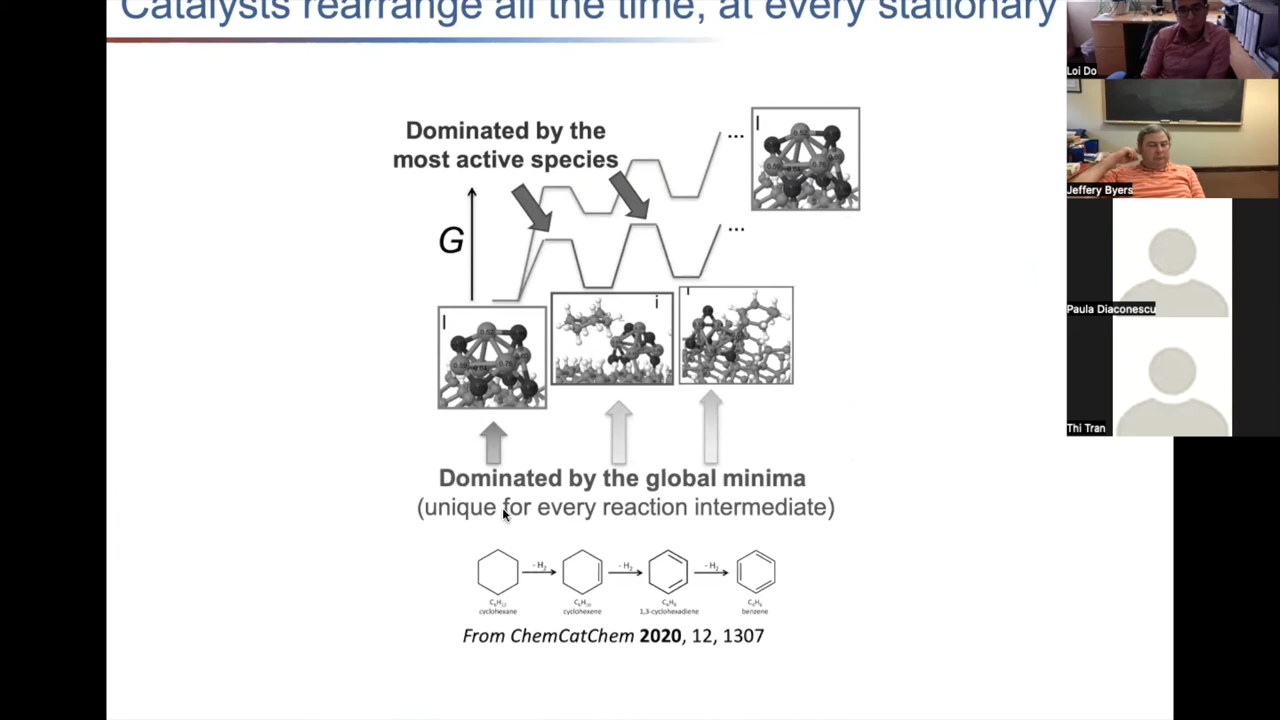 Catalysts rearrange all the time, at every stationary
Dominated by the
most active species
G
...
...
I
I
i
I
Dominated by the global minima
(unique for every reaction intermediate)
- H2
- H2
- H2
C6H12
cyclohexane
C6H10
cyclohexene
C6H8
1,3-cyclohexadiene
C6H6
benzene
From ChemCatChem 2020, 12, 1307
Loi Do
Jeffery Byers
Paula Diaconescu
Thi Tran